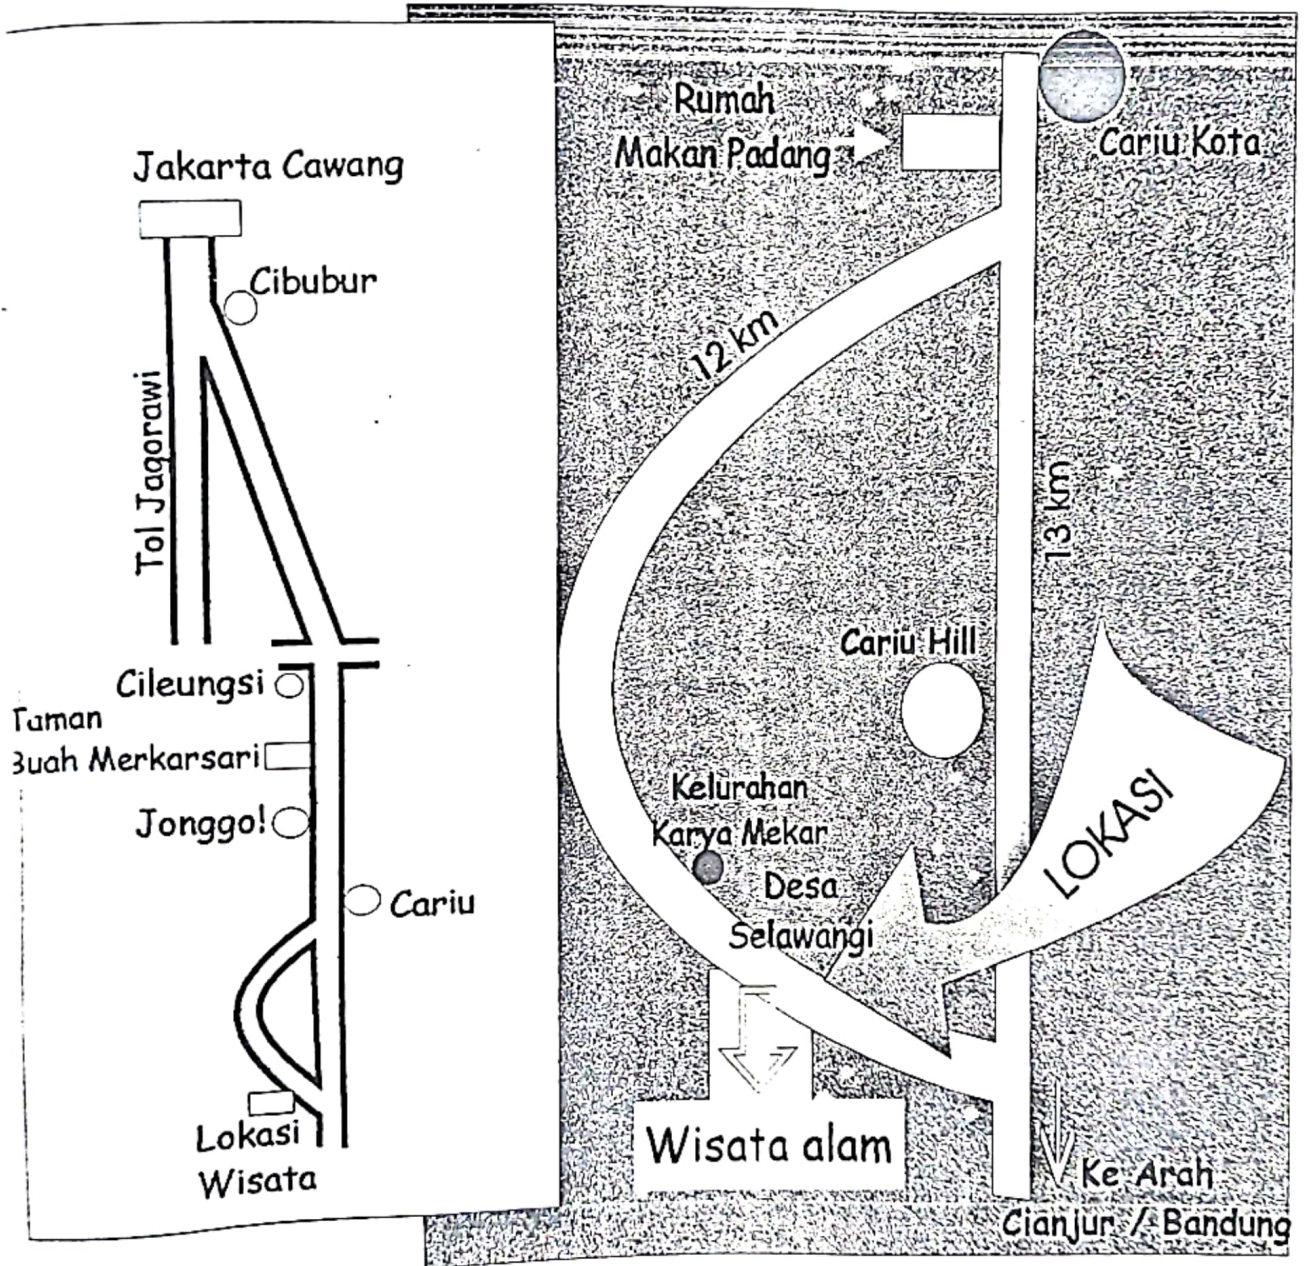 Jakarta Cawang
Cibubur
Tol Jagorawi
Cileungsi
Taman
Buah Merkarsari
Jonggol
Cariu
Lokasi
Wisata
Rumah
Makan Padang
Cariu Kota
12 km
13 km
Cariu Hill
Kelurahan
Karya Mekar
Desa
Selawangi
LOKASI
Wisata alam
Ke Arah
Cianjur / Bandung